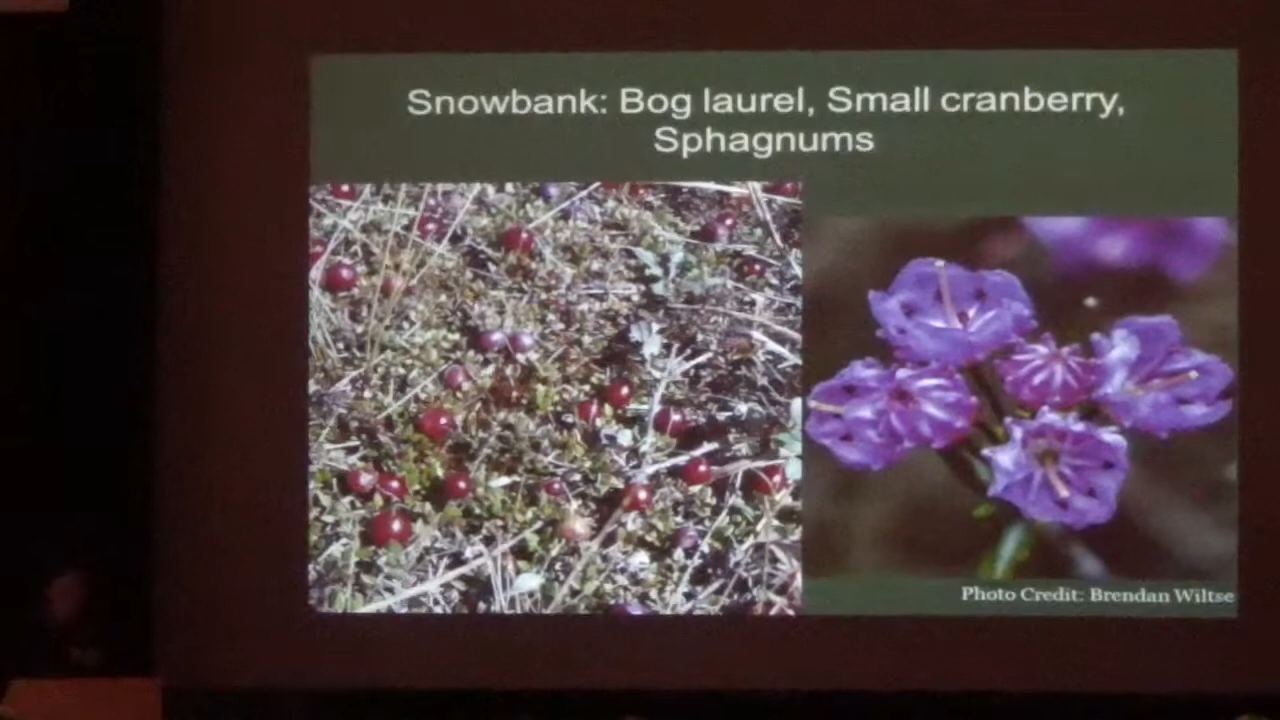 Snowbank: Bog laurel, Small cranberry,
Sphagnums
Photo Credit: Brendan Wiltse